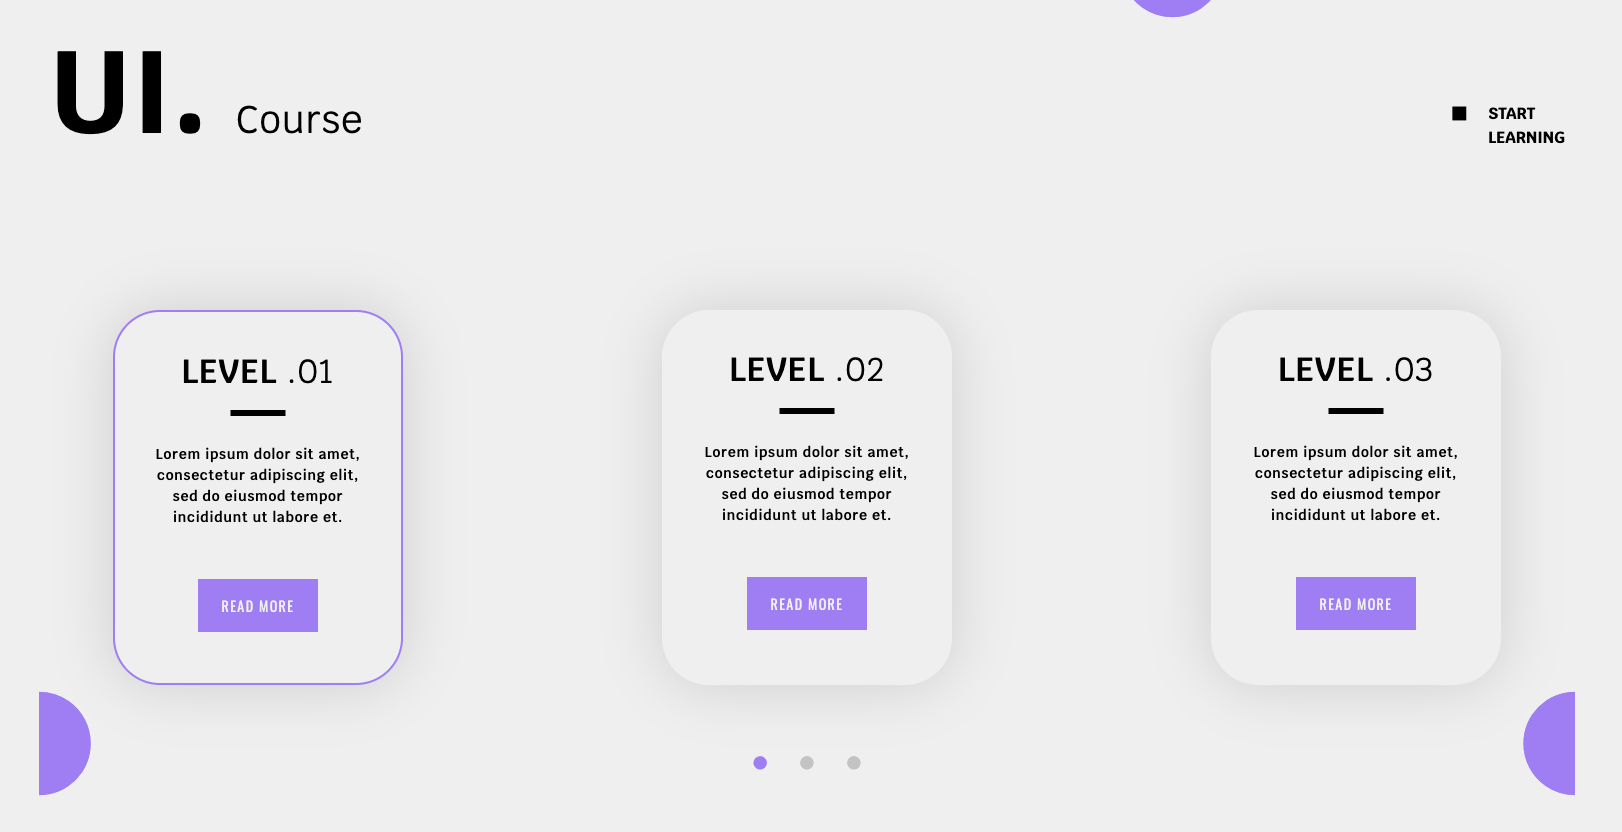 UI. Course
START
LEARNING
LEVEL .01
Lorem ipsum dolor sit amet,
consectetur adipiscing elit,
sed do eiusmod tempor
incididunt ut labore et.
READ MORE
LEVEL .02
Lorem ipsum dolor sit amet,
consectetur adipiscing elit,
sed do eiusmod tempor
incididunt ut labore et.
READ MORE
LEVEL .03
Lorem ipsum dolor sit amet,
consectetur adipiscing elit,
sed do eiusmod tempor
incididunt ut labore et.
READ MORE